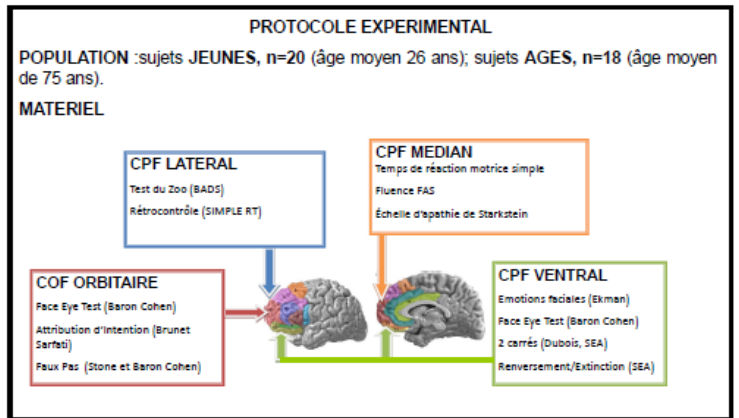 PROTOCOLE EXPERIMENTAL
POPULATION :sujets JEUNES, n=20 (âge moyen 26 ans); sujets AGES, n=18 (âge moyen
de 75 ans).
MATERIEL
CPF LATERAL
Test du Zoo (BADS)
Rétrocontrôle (SIMPLE RT)
CPF MEDIAN
Temps de réaction motrice simple
Fluence FAS
Échelle d'apathie de Starkstein
COF ORBITAIRE
Face Eye Test (Baron Cohen)
Attribution d'Intention (Brunet
Sarfati)
Faux Pas (Stone et Baron Cohen)
CPF VENTRAL
Emotions faciales (Ekman)
Face Eye Test (Baron Cohen)
2 carrés (Dubois, SEA)
Renversement/Extinction (SEA)